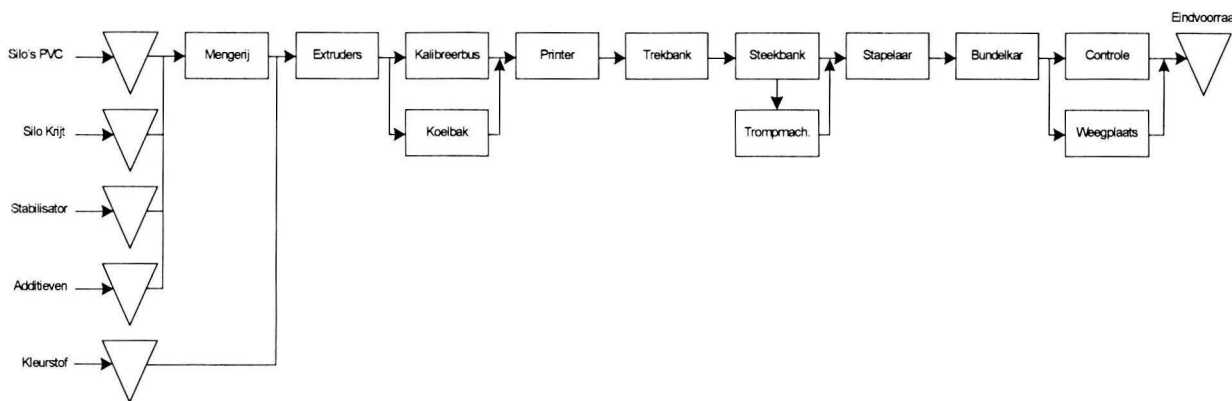 Eindvoorraa
Silo's PVC
Mengerij
Extruders
Kalibreerbus
Printer
Trekbank
Steekbank
Stapelaar
Bundelkar
Controle
Silo Krijt
Koelbak
Trompmach.
Weegplaats
Stabilisator
Additieven
Kleurstof